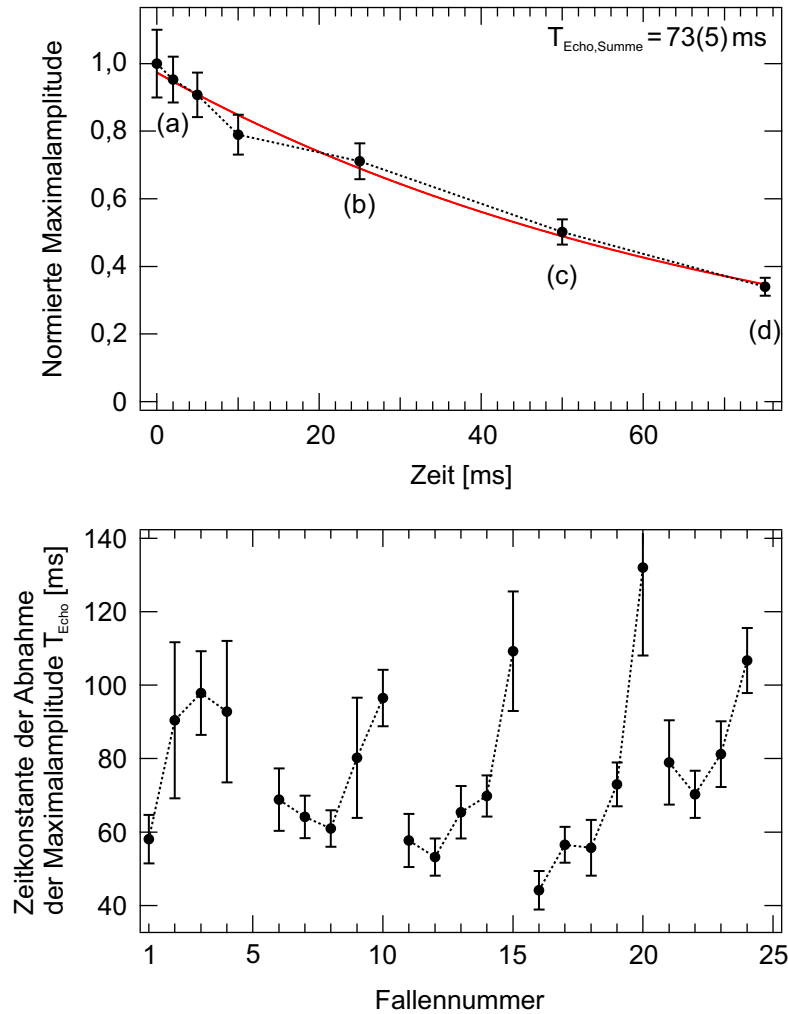 T Echo,Summe = 73(5) ms
Normierte Maximalamplitude
1,0
0,8
0,6
0,4
0,2
0
(a)
(b)
(c)
(d)
0 20 40 60
Zeit [ms]
Zeitkonstante der Abnahme
der Maximalamplitude T Echo [ms]
140
120
100
80
60
40
1 5 10 15 20 25
Fallennummer